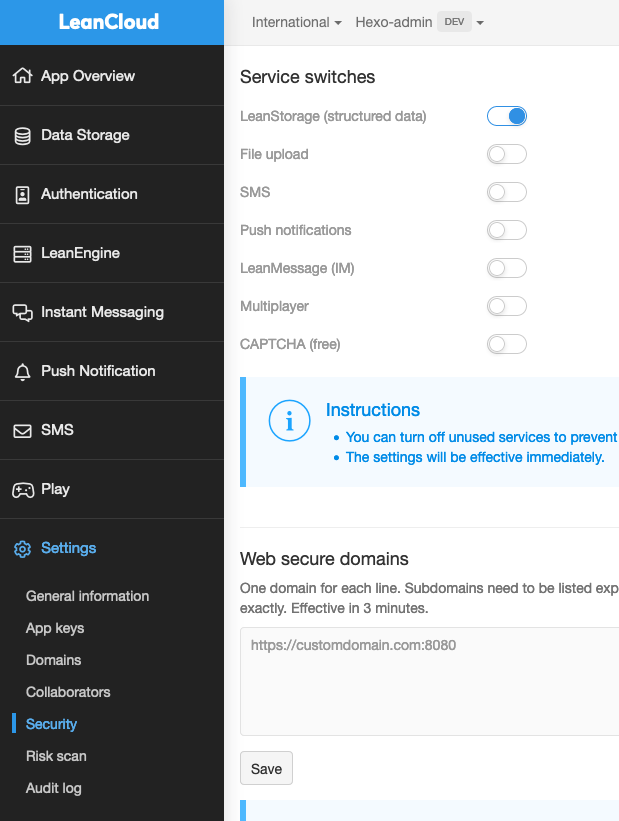 LeanCloud
International
Hexo-admin
DEV
App Overview
Data Storage
Authentication
LeanEngine
Instant Messaging
Push Notification
SMS
Play
Settings
General information
App keys
Domains
Collaborators
Security
Risk scan
Audit log
Service switches
LeanStorage (structured data)
File upload
SMS
Push notifications
LeanMessage (IM)
Multiplayer
CAPTCHA (free)
Instructions
You can turn off unused services to prevent
The settings will be effective immediately.
Web secure domains
One domain for each line. Subdomains need to be listed exp
exactly. Effective in 3 minutes.
https://customdomain.com:8080
Save